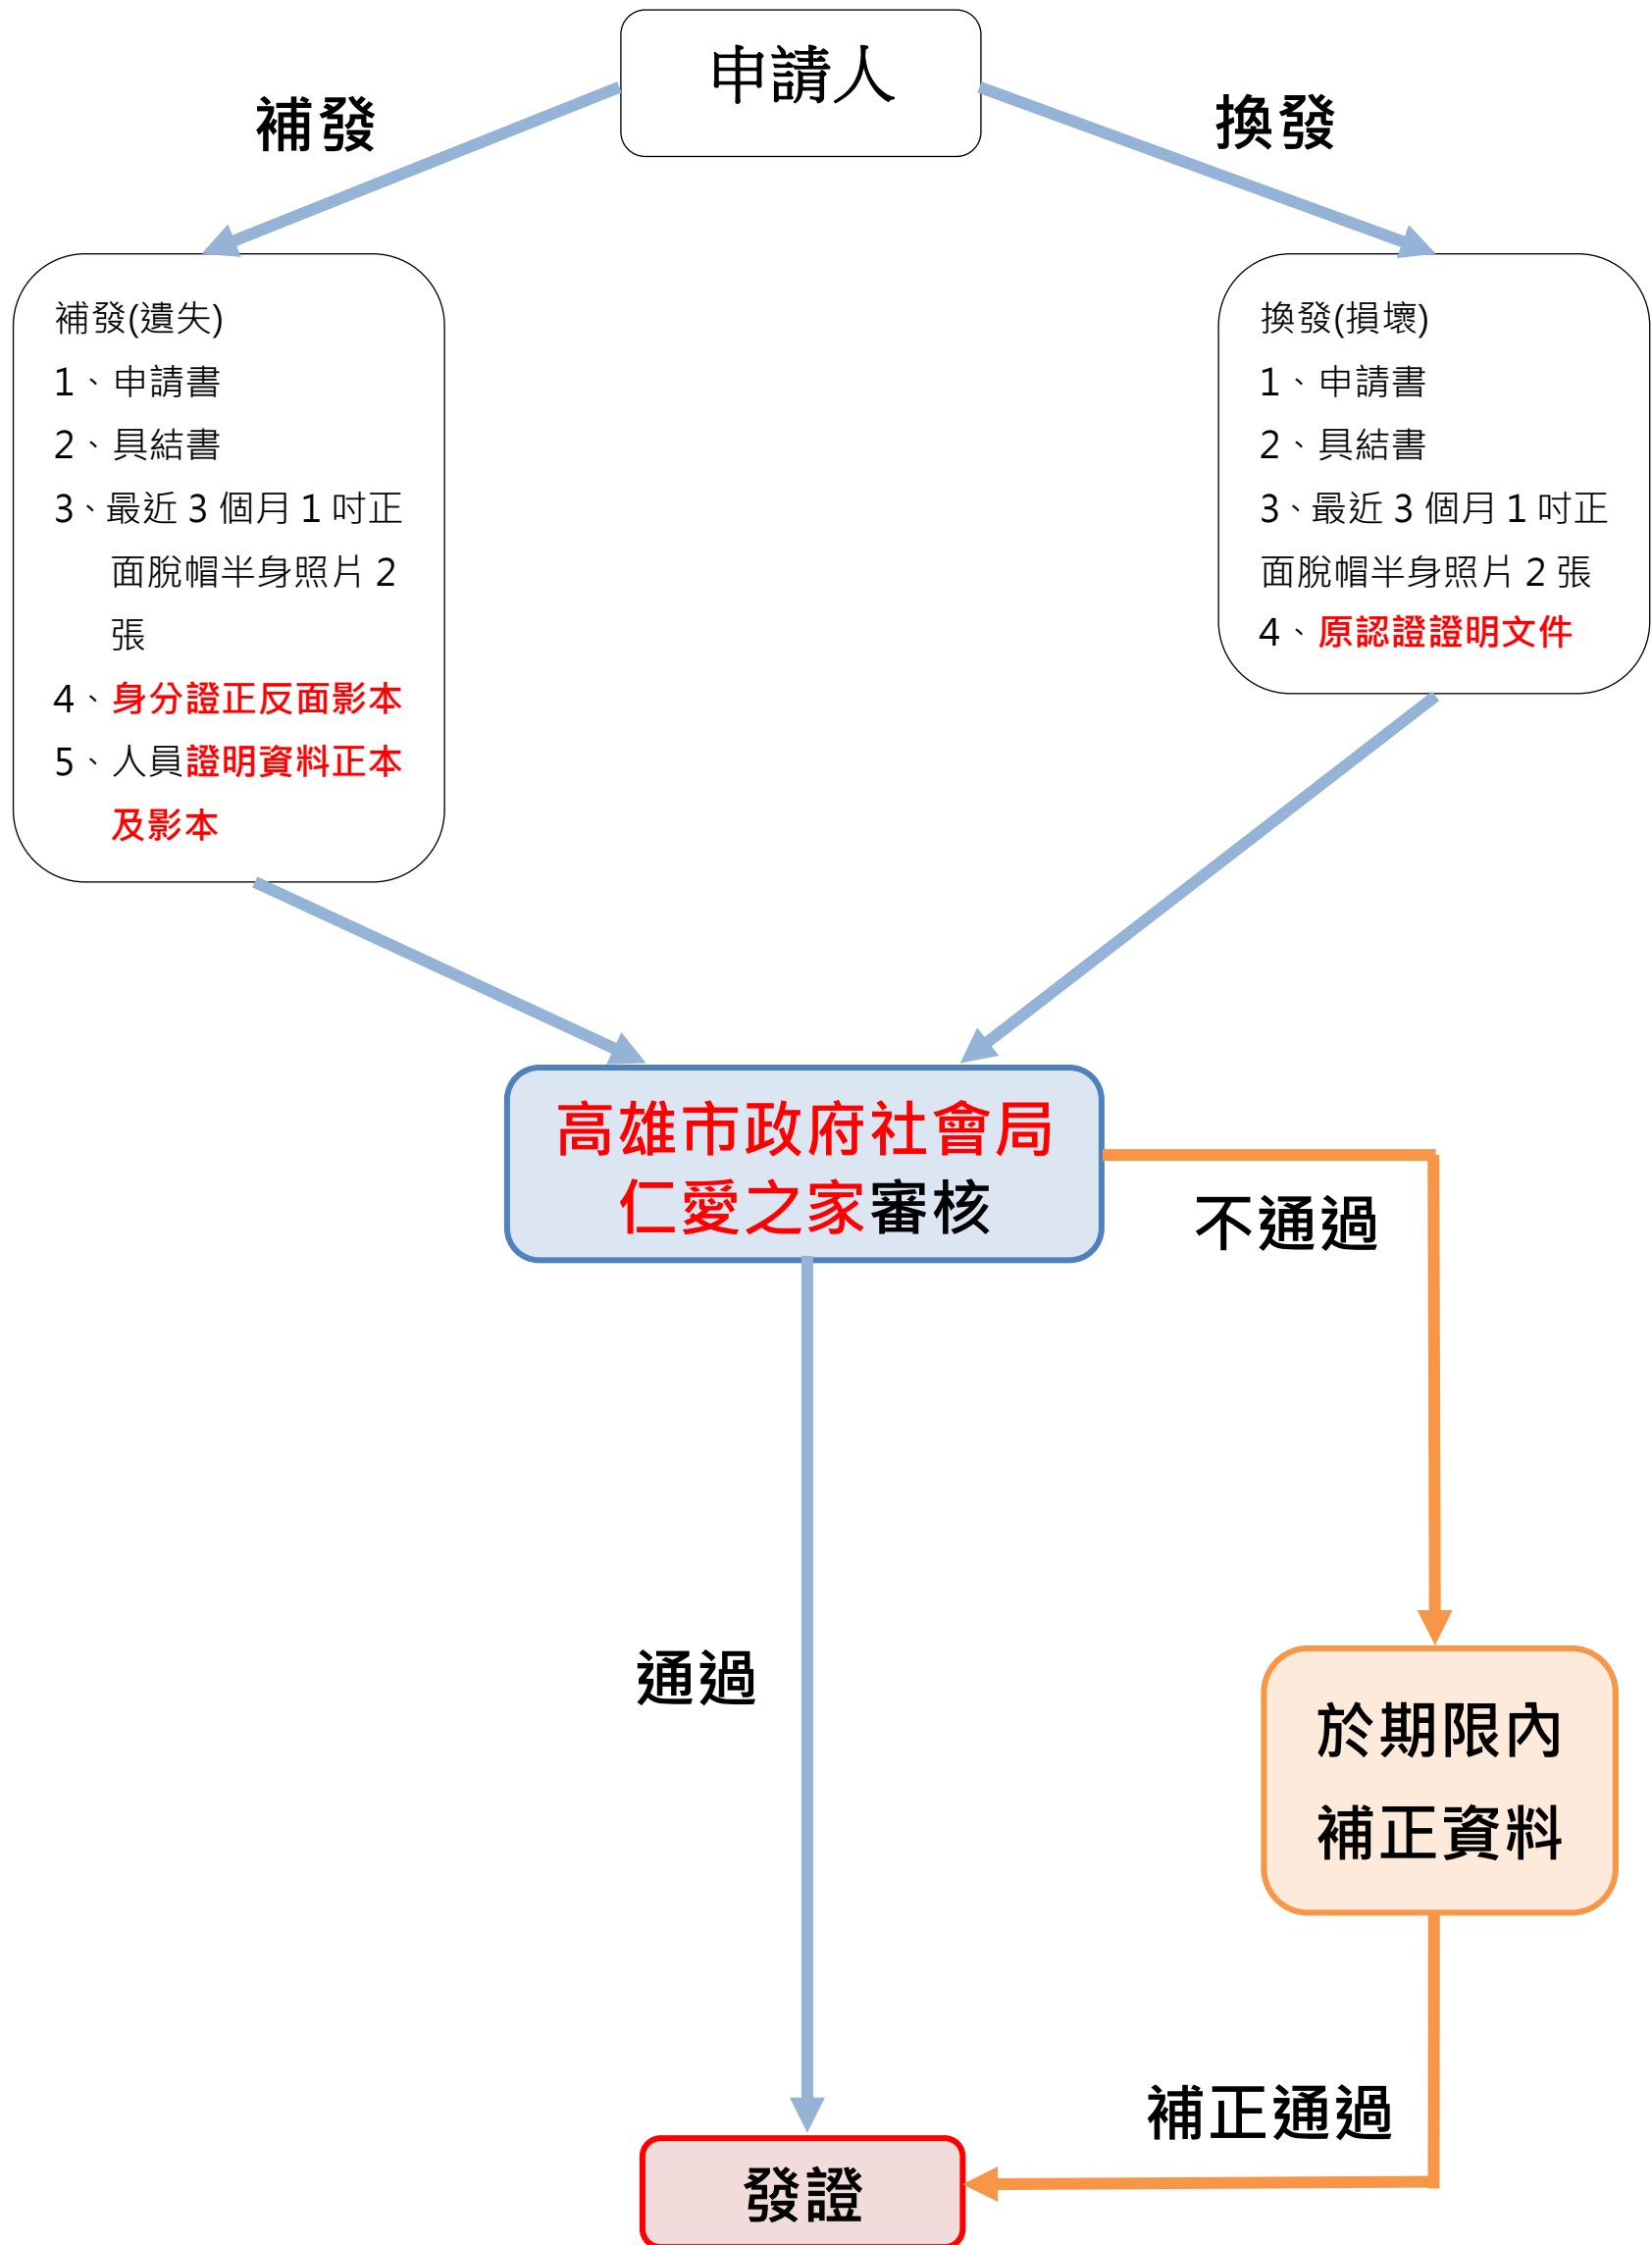 申請人
補發
換發
補發(遺失)
1、申請書
2、具結書
3、最近 3 個月 1 吋正
面脫帽半身照片 2
張
4、身分證正反面影本
5、人員證明資料正本
及影本
換發(損壞)
1、申請書
2、具結書
3、最近 3 個月 1 吋正
面脫帽半身照片 2 張
4、原認證證明文件
高雄市政府社會局
仁愛之家審核
不通過
通過
於期限內
補正資料
補正通過
發證